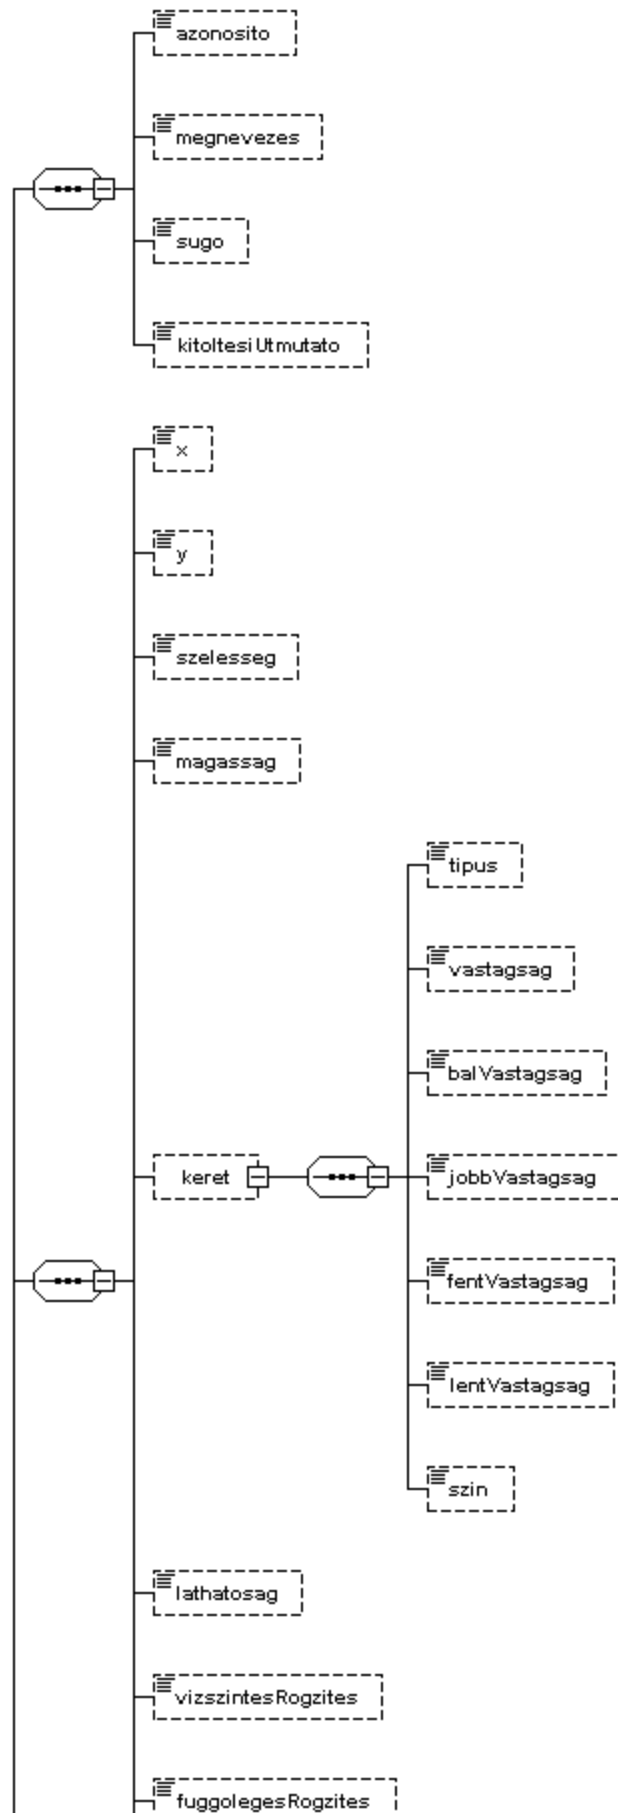 azonosito
megnevezes
sugo
kitoltesiUtmutato
x
y
szelesseg
magassag
tipus
vastagsag
balVastagsag
keret
jobbVastagsag
fentVastagsag
lentVastagsag
szin
lathatosag
vizszintesRogzites
fuggolegesRogzites